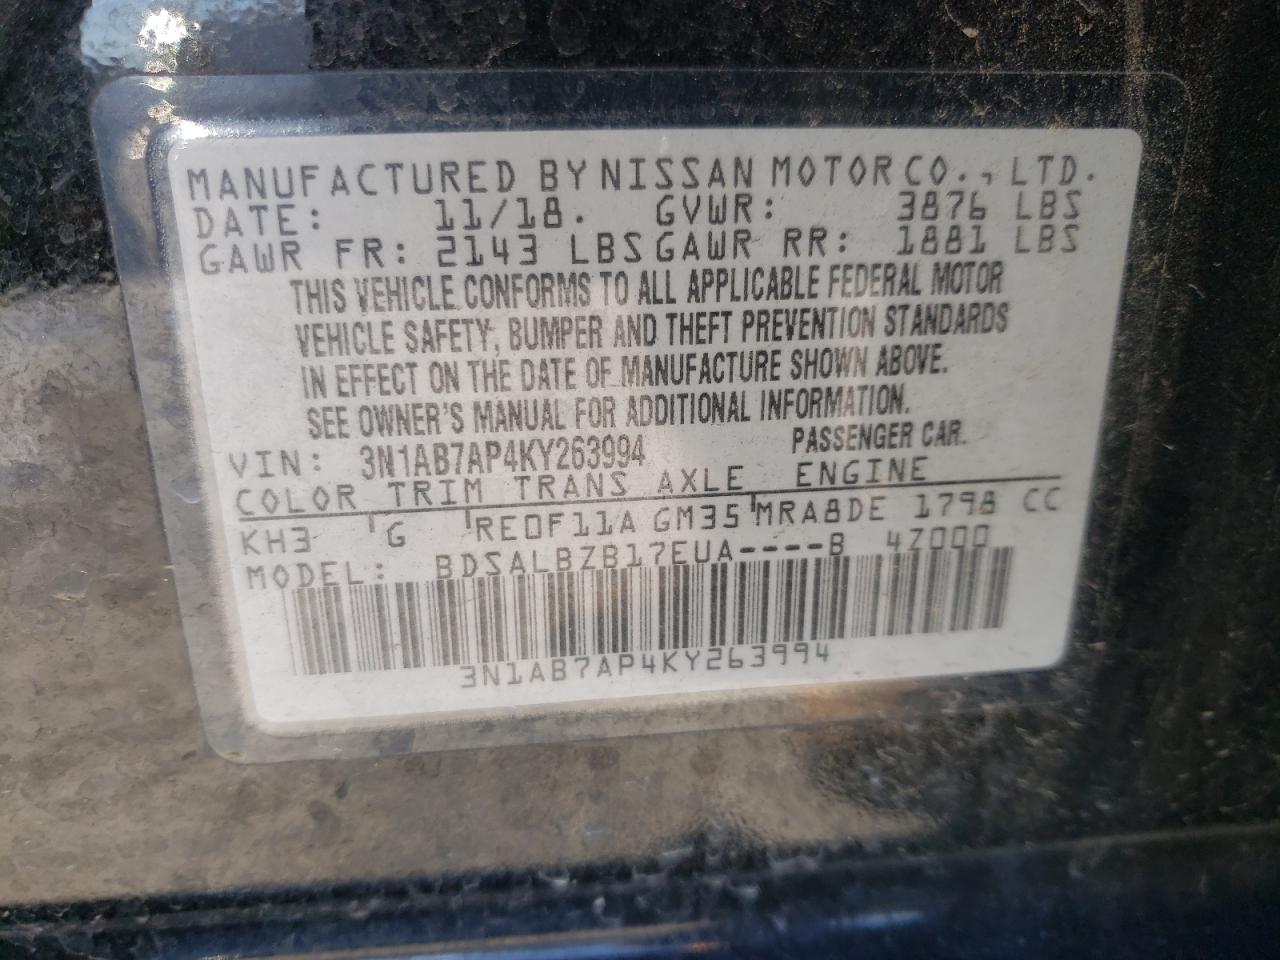 MANUFACTURED BY NISSAN MOTOR CO., LTD.
DATE: 11/18. GVWR: 3876 LBS
GAWR FR: 2143 LBS GAWR RR: 1881 LBS
THIS VEHICLE CONFORMS TO ALL APPLICABLE FEDERAL MOTOR
VEHICLE SAFETY, BUMPER AND THEFT PREVENTION STANDARDS
IN EFFECT ON THE DATE OF MANUFACTURE SHOWN ABOVE.
SEE OWNER'S MANUAL FOR ADDITIONAL INFORMATION.
VIN: 3N1AB7AP4KY263994 PASSENGER CAR.
COLOR TRIM TRANS AXLE ENGINE
KH3 G RE0F11A GM35 MRA8DE 1798 CC
MODEL: BDSALBZB17EUA----B 4Z000
3N1AB7AP4KY263994